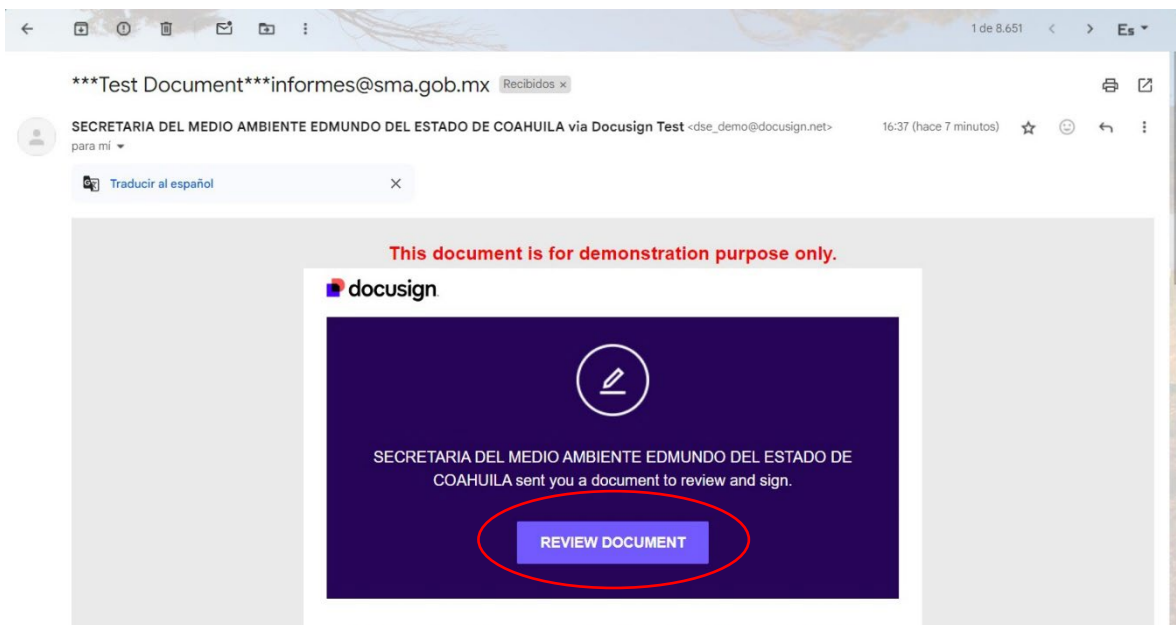 1 de 8.651
Es
***Test Document***informes@sma.gob.mx Recibidos ×
SECRETARIA DEL MEDIO AMBIENTE EDMUNDO DEL ESTADO DE COAHUILA via Docusign Test <dse_demo@docusign.net> 16:37 (hace 7 minutos)
para mí
Traducir al español
This document is for demonstration purpose only.
docusign
SECRETARIA DEL MEDIO AMBIENTE EDMUNDO DEL ESTADO DE
COAHUILA sent you a document to review and sign.
REVIEW DOCUMENT